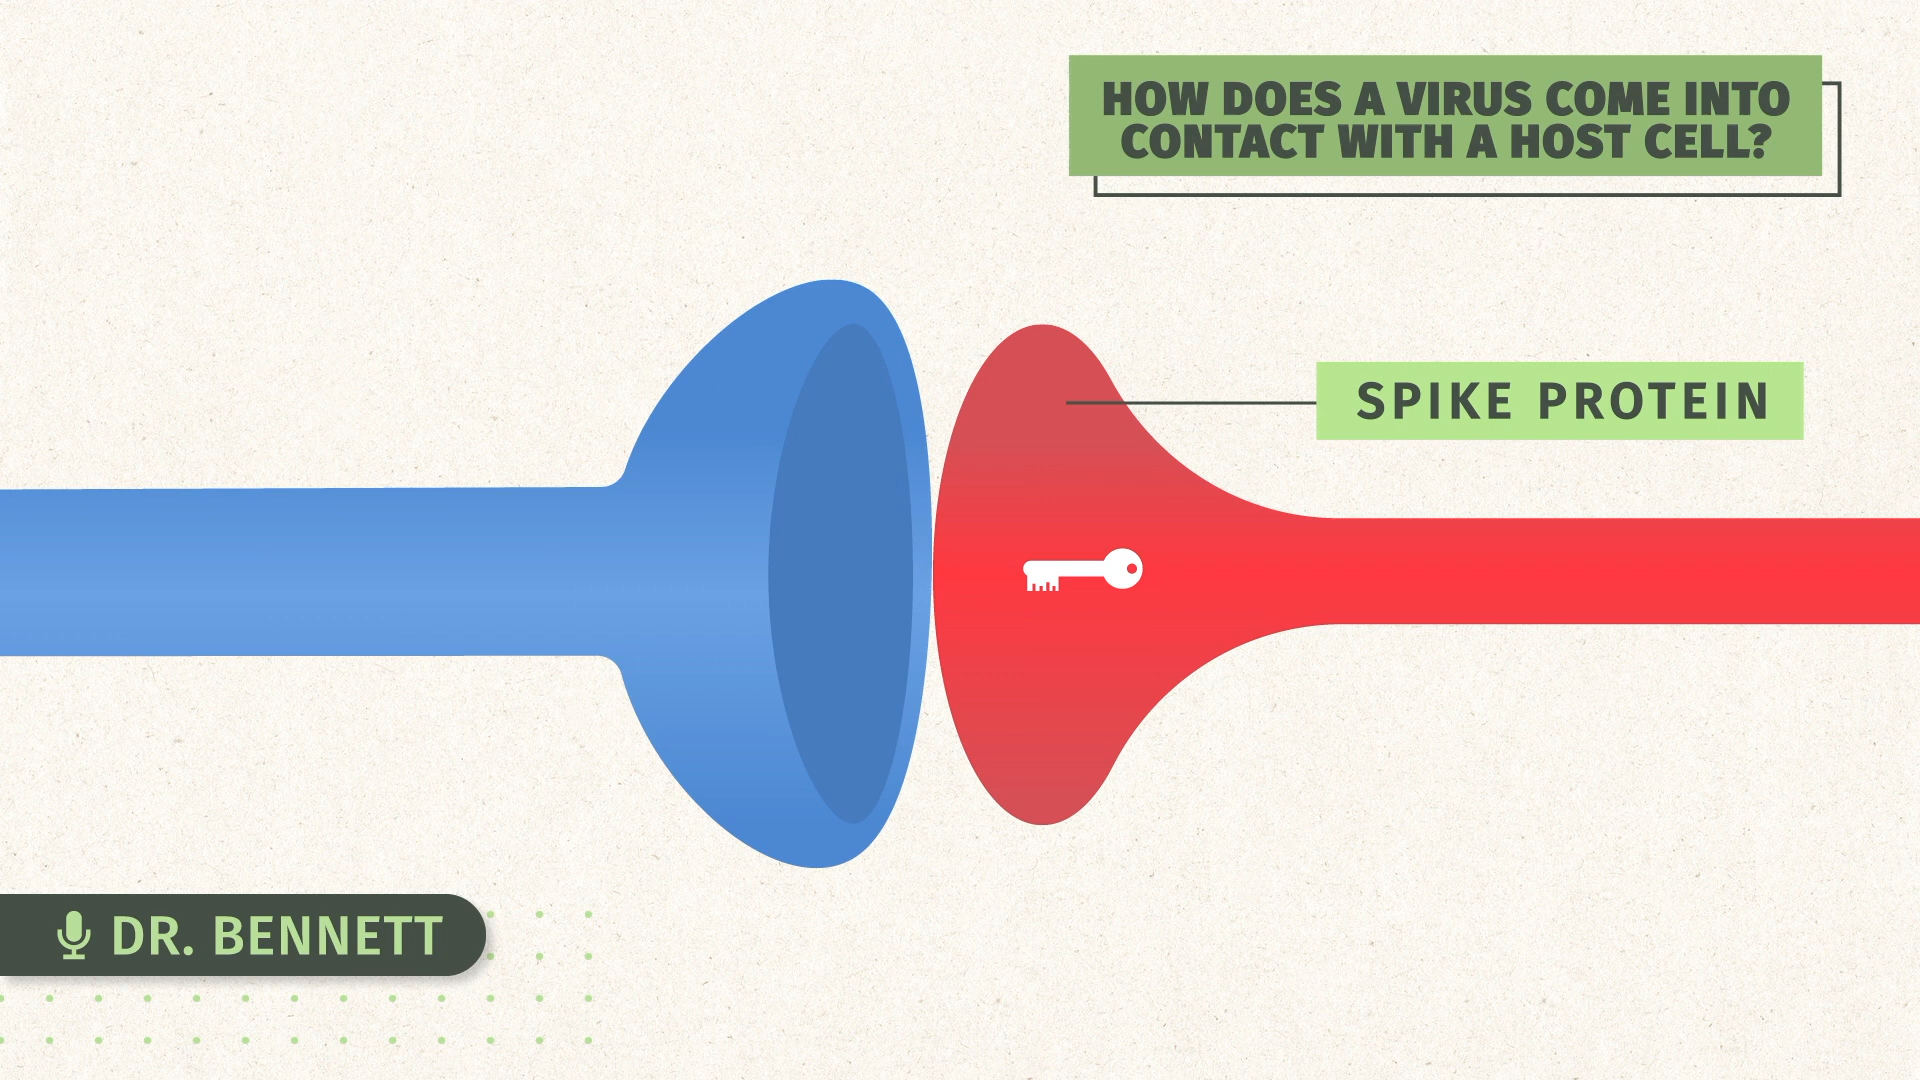 HOW DOES A VIRUS COME INTO
CONTACT WITH A HOST CELL?
SPIKE PROTEIN
DR. BENNETT